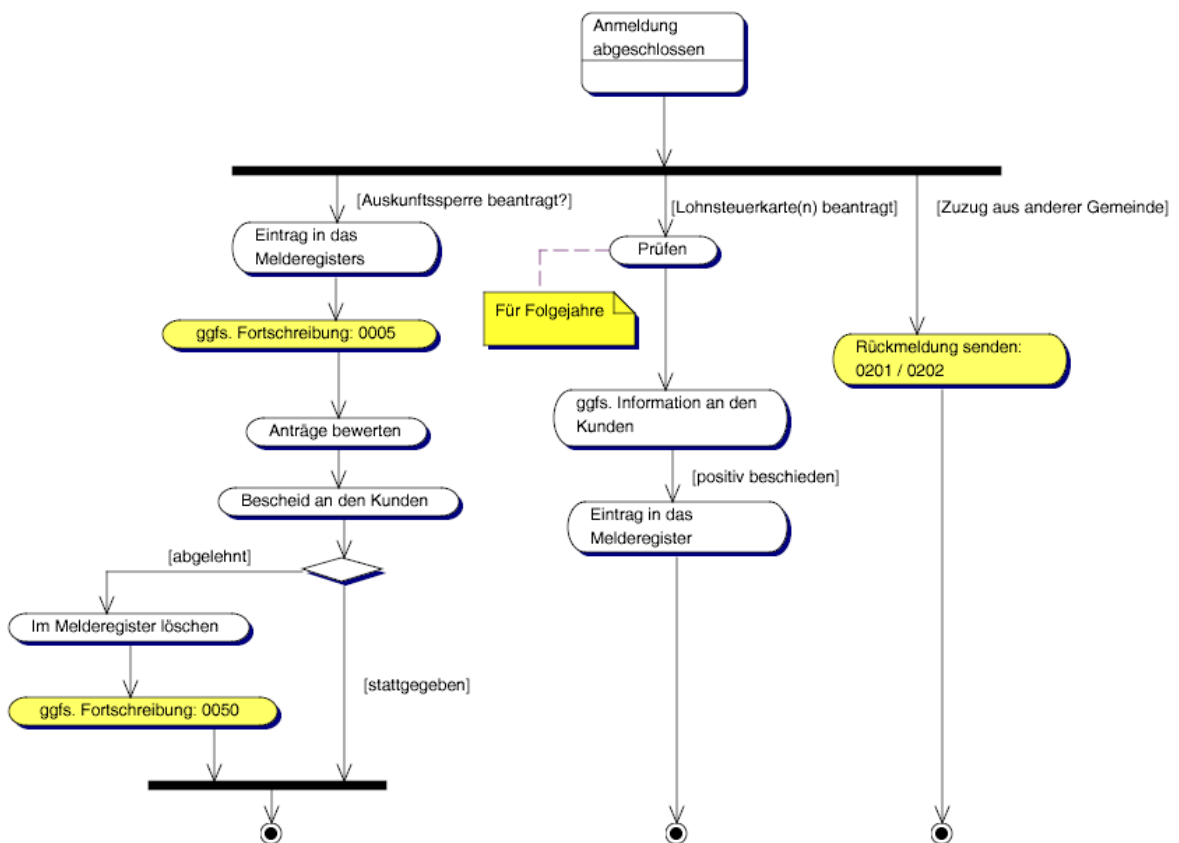 Anmeldung
abgeschlossen
[Auskunftssperre beantragt?]
[Lohnsteuerkarte(n) beantragt]
[Zuzug aus anderer Gemeinde]
Eintrag in das
Melderegisters
Prüfen
Für Folgejahre
ggfs. Fortschreibung: 0005
Rückmeldung senden:
0201 / 0202
ggfs. Information an den
Kunden
Anträge bewerten
[positiv beschieden]
Bescheid an den Kunden
Eintrag in das
Melderegister
[abgelehnt]
Im Melderegister löschen
[stattgegeben]
ggfs. Fortschreibung: 0050